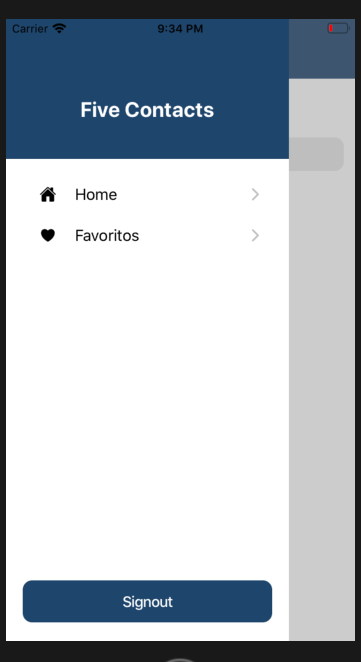 Carrier 9:34 PM
Five Contacts
Home
Favoritos
Signout